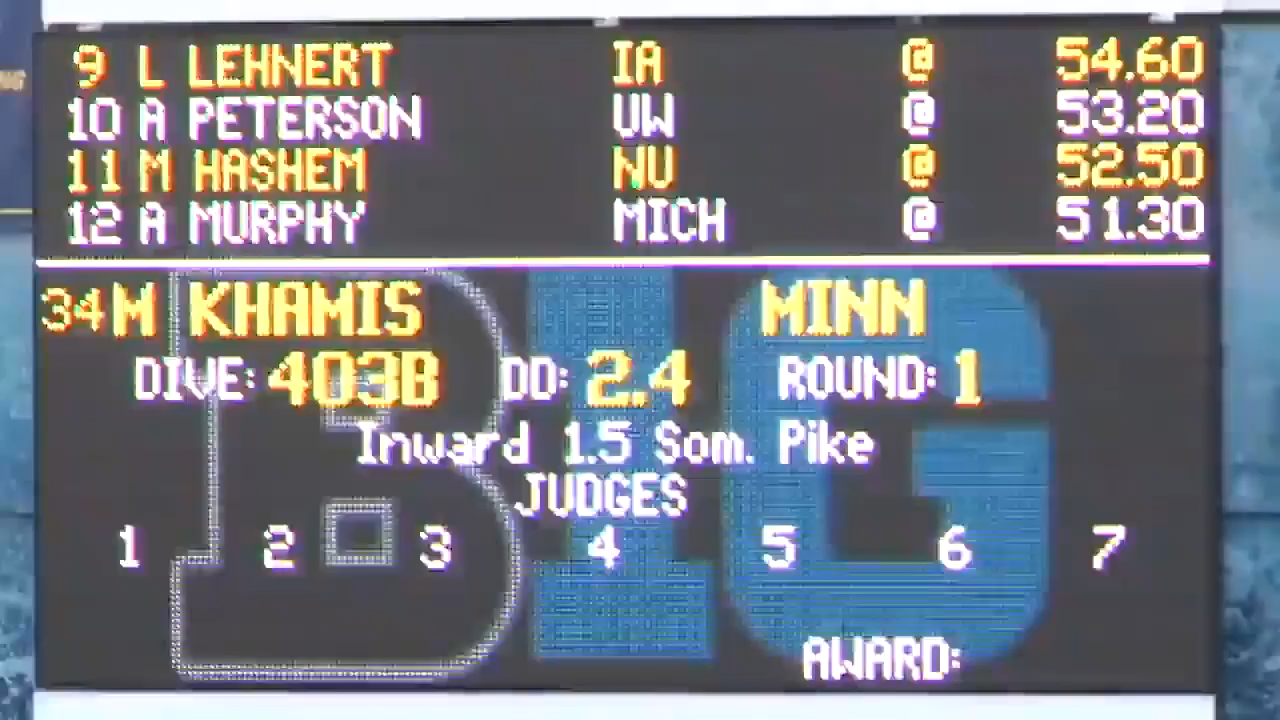 9 L LEHNERT IA @ 54.60
10 A PETERSON UW @ 53.20
11 M HASHEM NU @ 52.50
12 A MURPHY MICH @ 51.30
34 M KHAMIS MINN
DIVE: 403B DD: 2.4 ROUND: 1
Inward 1.5 Som. Pike
JUDGES
1 2 3 4 5 6 7
AWARD:
BIG